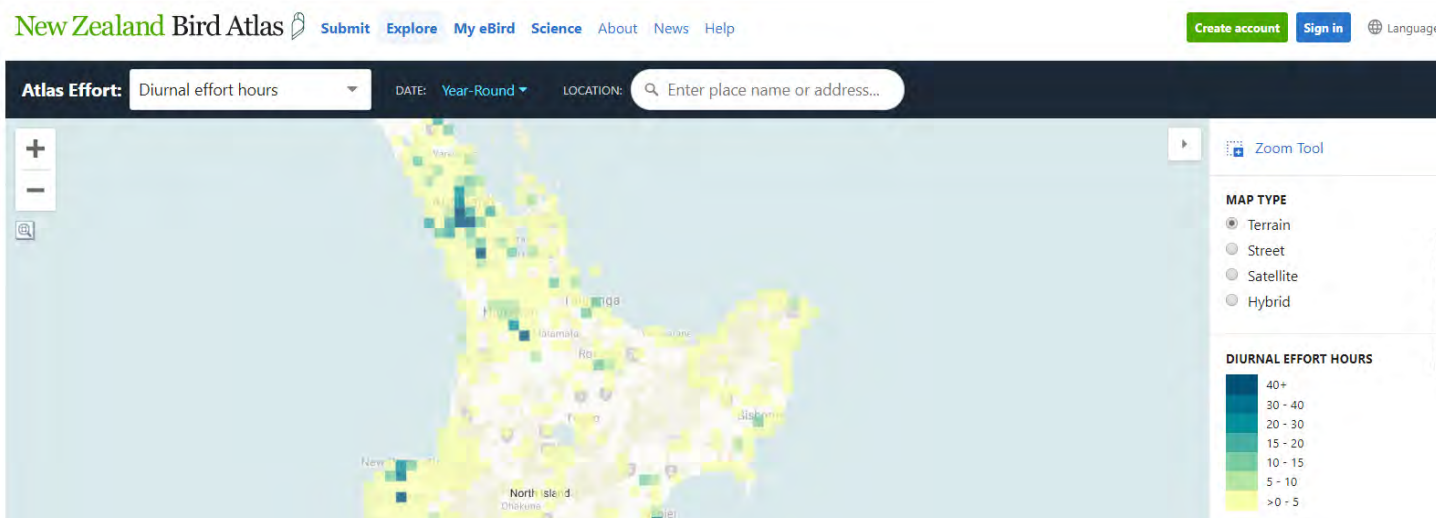 New Zealand Bird Atlas Submit Explore My eBird Science About News Help Create account Sign in Language
Atlas Effort: Diurnal effort hours DATE: Year-Round LOCATION: Enter place name or address...
+
−
Zoom Tool
MAP TYPE
Terrain
Street
Satellite
Hybrid
Matamata
North Island
Ohakune
DIURNAL EFFORT HOURS
40+
30 - 40
20 - 30
15 - 20
10 - 15
5 - 10
>0 - 5